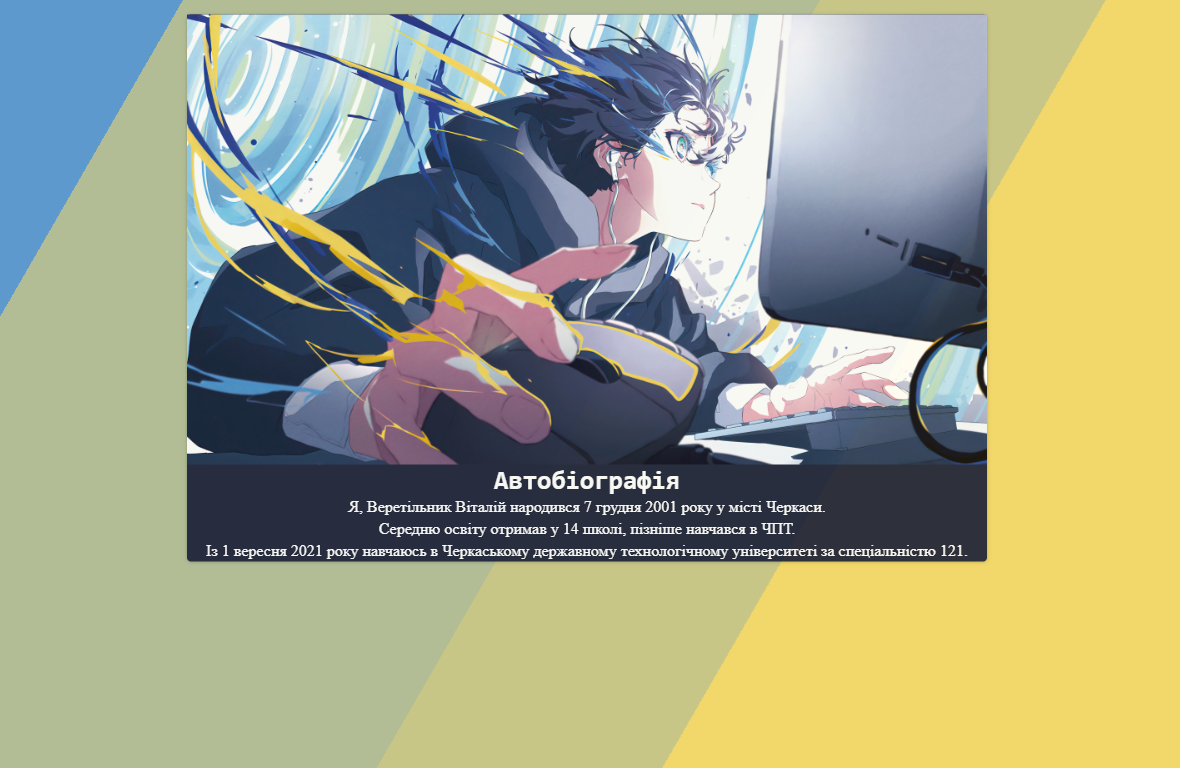 Автобіографія
Я, Веретільник Віталій народився 7 грудня 2001 року у місті Черкаси.
Середню освіту отримав у 14 школі, пізніше навчався в ЧПТ.
Із 1 вересня 2021 року навчаюсь в Черкаському державному технологічному університеті за спеціальністю 121.